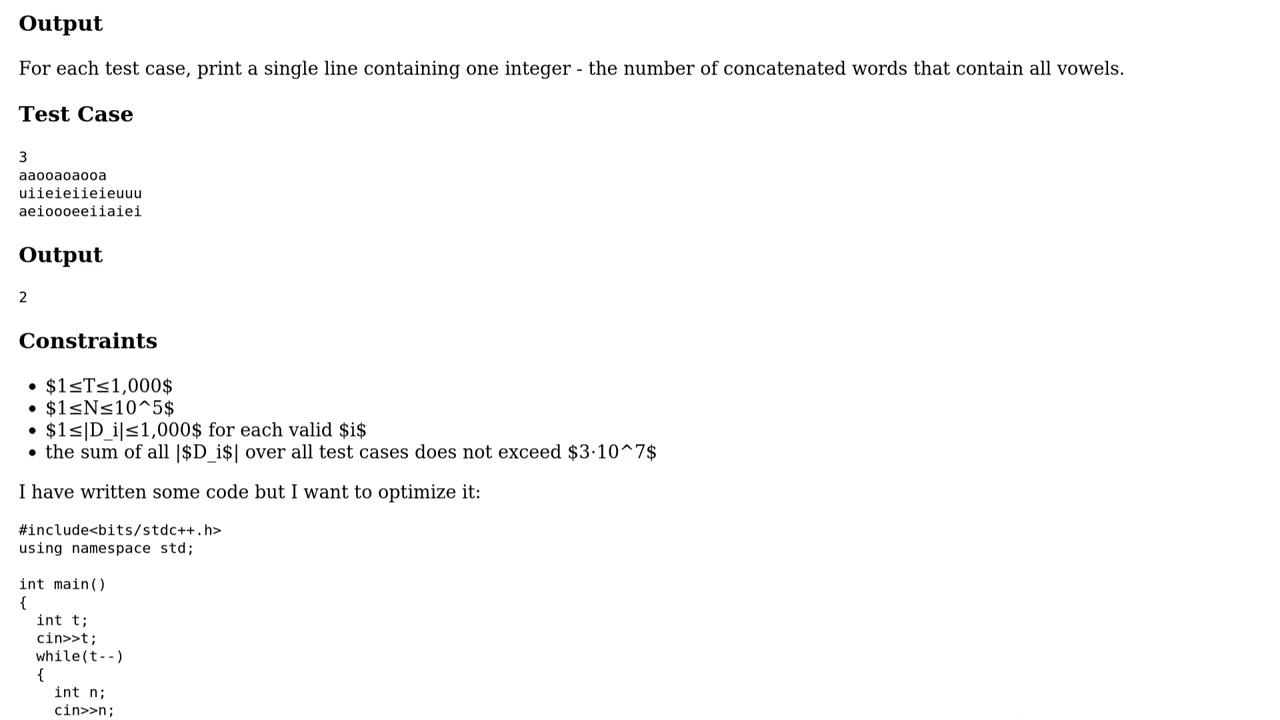 Output
For each test case, print a single line containing one integer - the number of concatenated words that contain all vowels.
Test Case
3
aaooaoaooa
uiieieiieieuuu
aeioooeeiiaiei
Output
2
Constraints
• $1≤T≤1,000$
• $1≤N≤10^5$
• $1≤|D_i|≤1,000$ for each valid $i$
• the sum of all |$D_i$| over all test cases does not exceed $3·10^7$
I have written some code but I want to optimize it:
#include<bits/stdc++.h>
using namespace std;
int main()
{
  int t;
  cin>>t;
  while(t--)
  {
    int n;
    cin>>n;